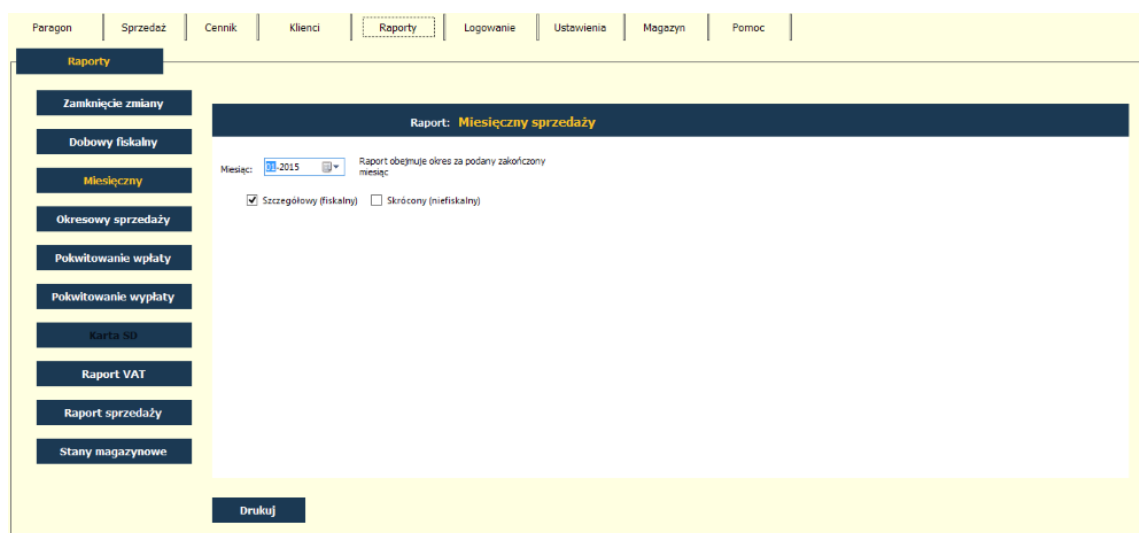 Paragon Sprzedaż Cennik Klienci Raporty Logowanie Ustawienia Magazyn Pomoc
Raporty
Zamknięcie zmiany
Dobowy fiskalny
Miesięczny
Okresowy sprzedaży
Pokwitowanie wpłaty
Pokwitowanie wypłaty
Karta SD
Raport VAT
Raport sprzedaży
Stany magazynowe
Raport: Miesięczny sprzedaży
Miesiąc: 01-2015
Raport obejmuje okres za podany zakończony
miesiąc
Szczegółowy (fiskalny) Skrócony (niefiskalny)
Drukuj